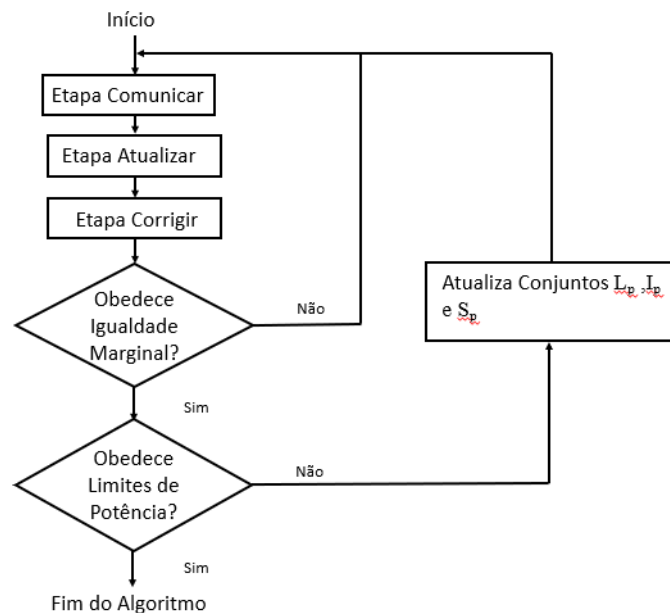 Início
Etapa Comunicar
Etapa Atualizar
Etapa Corrigir
Obedece
Igualdade
Marginal?
Não
Sim
Atualiza Conjuntos Lp ,Ip
e Sp
Obedece
Limites de
Potência?
Não
Sim
Fim do Algoritmo